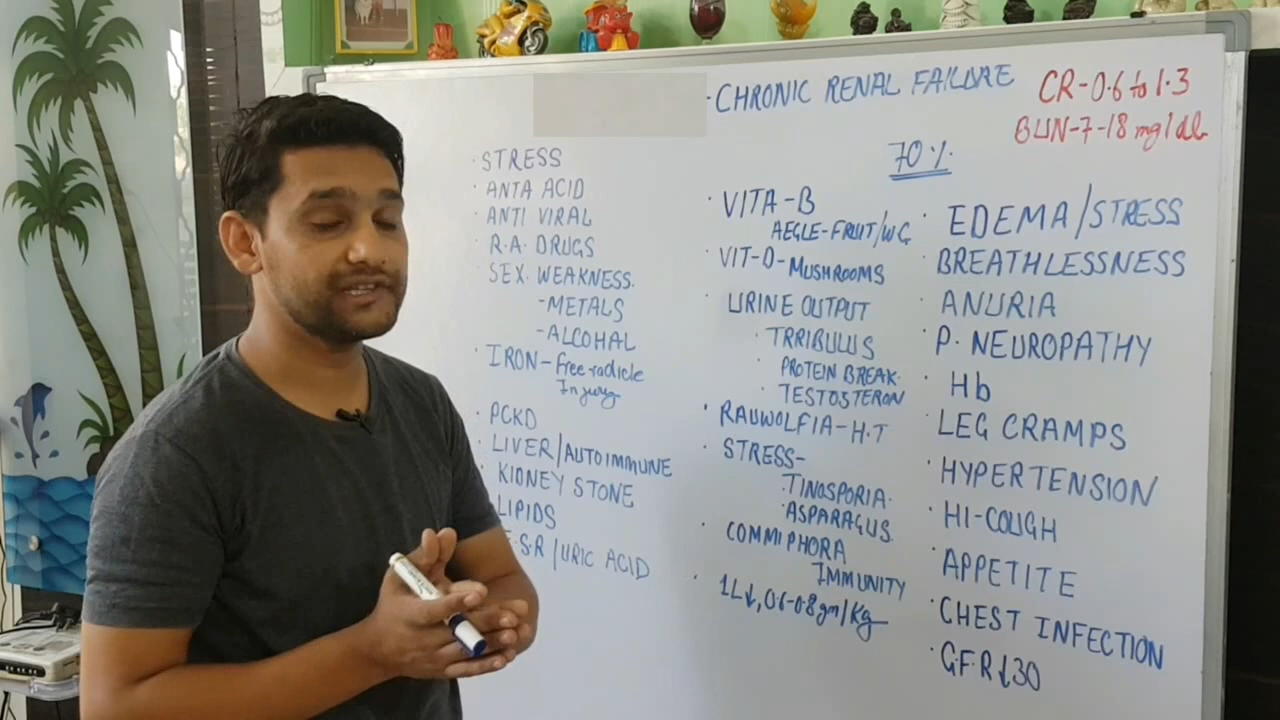 ·CHRONIC RENAL FAILURE
CR-0.6 to 1.3
BUN-7-18 mg/dl
70%
· STRESS
· ANTA ACID
· ANTI VIRAL
· R.A. DRUGS
· SEX. WEAKNESS.
-METALS
-ALCOHAL
· IRON-free-radicle
Injury
· PCKD
· LIVER/AUTOIMMUNE
· KIDNEY STONE
LIPIDS
.S.R/URIC ACID
· VITA-B
AEGLE-FRUIT/WG
· VIT-D-MUSHROOMS
· URINE OUTPUT
· TRRIBULUS
· PROTEIN BREAK.
· TESTOSTERON
· RAUWOLFIA-H.T
· STRESS-
·TINOSPORIA.
·ASPARAGUS.
· COMMIPHORA
IMMUNITY
· 1L↓, 0.6-0.8gm/Kg
· EDEMA/STRESS
· BREATHLESSNESS
· ANURIA
· P. NEUROPATHY
· Hb
· LEG CRAMPS
· HYPERTENSION
· HI-COUGH
· APPETITE
· CHEST INFECTION
· G.F.R↓30